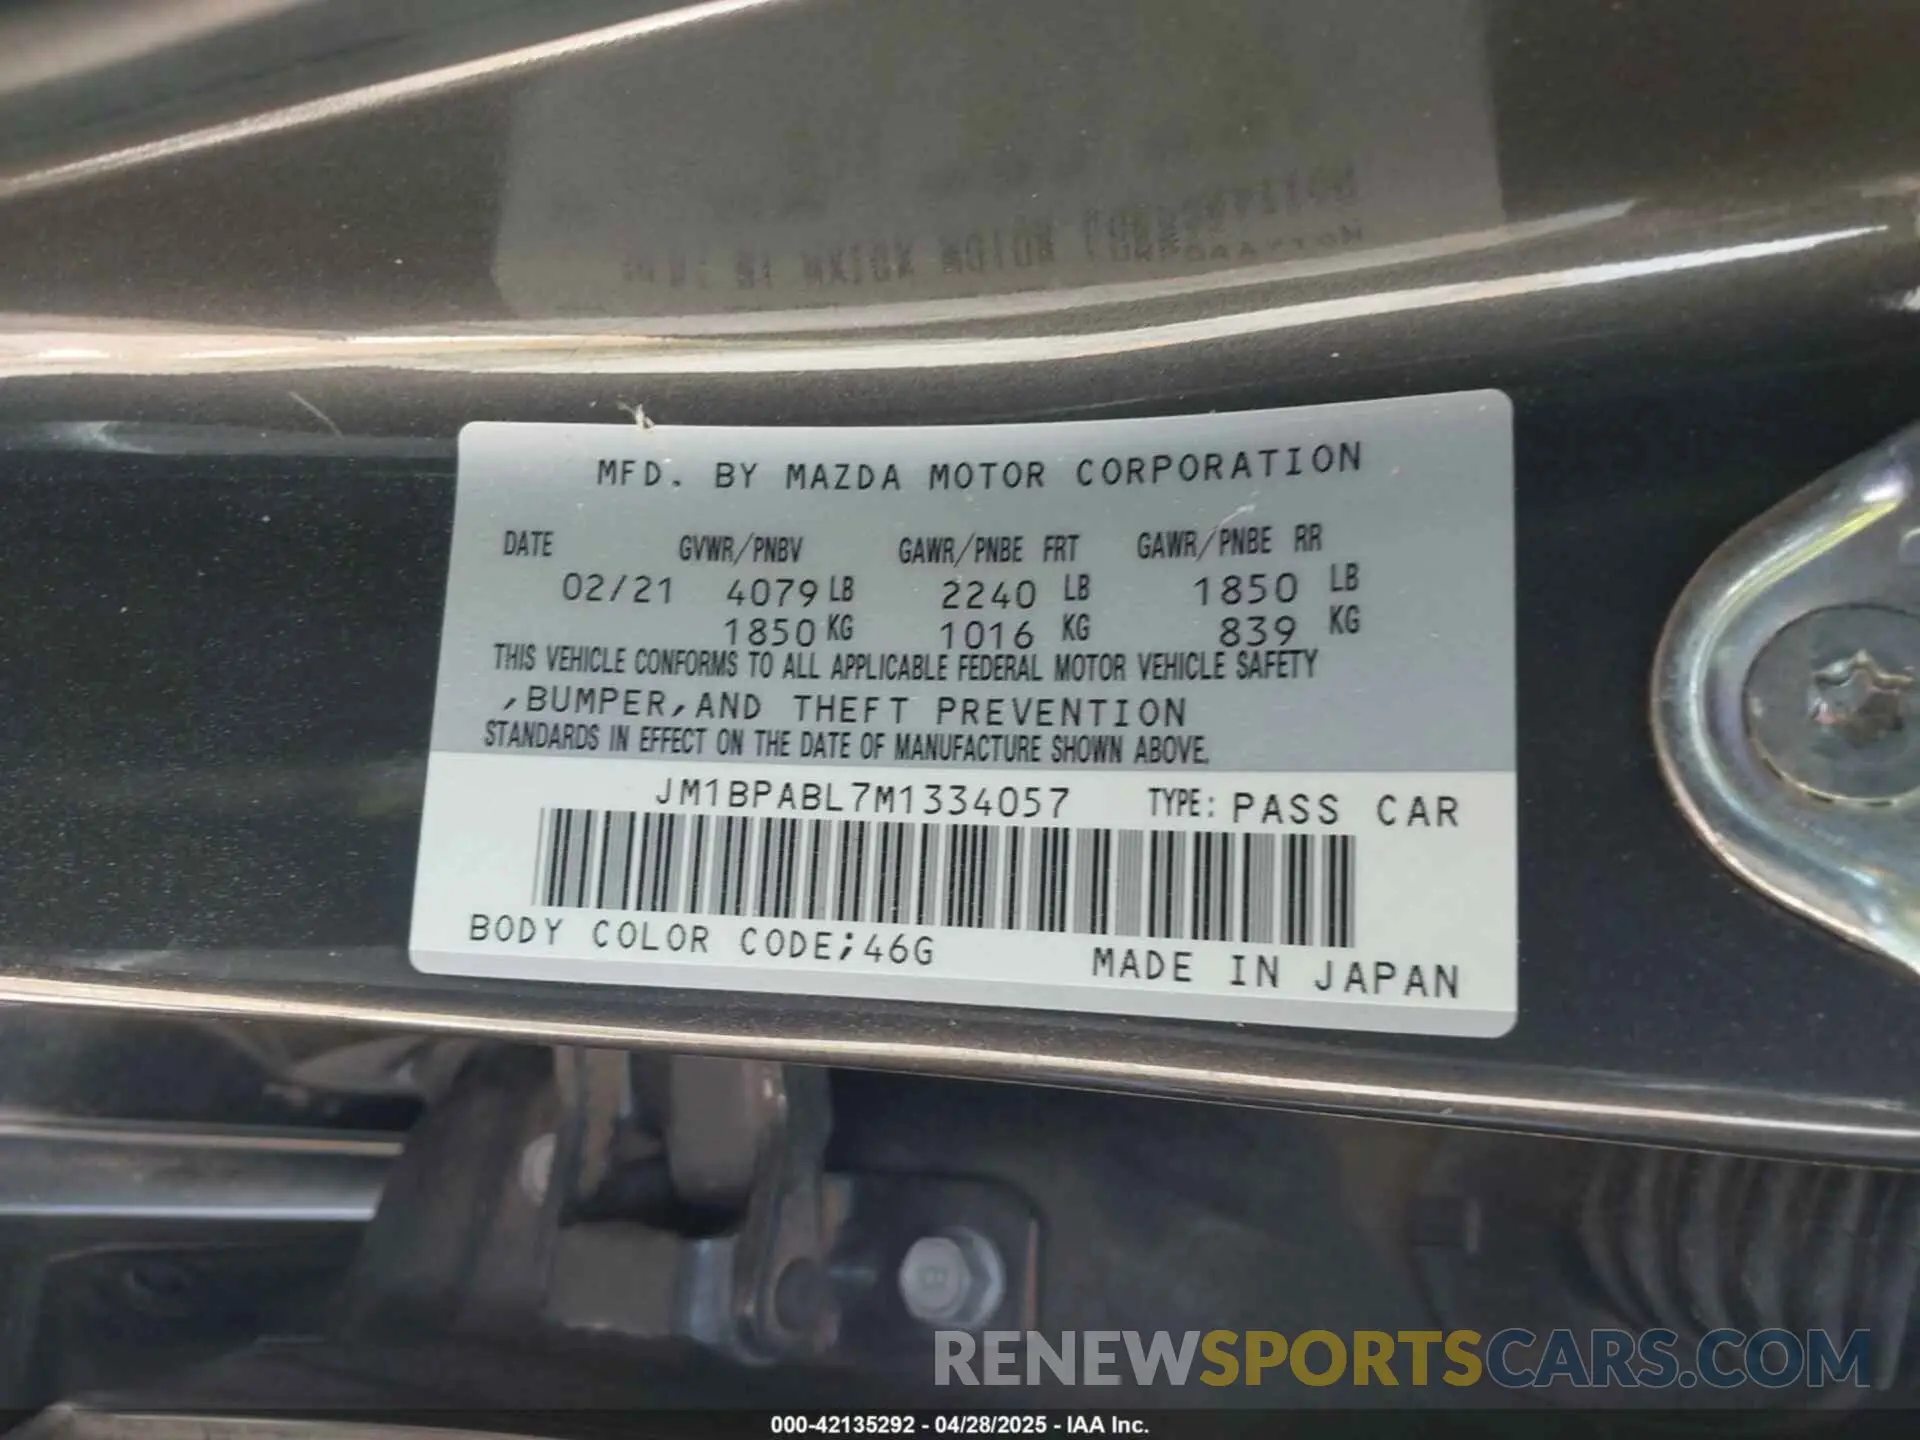 MFD. BY MAZDA MOTOR CORPORATION
DATE GVWR/PNBV GAWR/PNBE FRT GAWR/PNBE RR
02/21 4079 LB 2240 LB 1850 LB
1850 KG 1016 KG 839 KG
THIS VEHICLE CONFORMS TO ALL APPLICABLE FEDERAL MOTOR VEHICLE SAFETY
,BUMPER,AND THEFT PREVENTION
STANDARDS IN EFFECT ON THE DATE OF MANUFACTURE SHOWN ABOVE.
JM1BPABL7M1334057 TYPE: PASS CAR
BODY COLOR CODE;46G MADE IN JAPAN
RENEWSPORTSCARS.COM
000-42135292 - 04/28/2025 - IAA Inc.